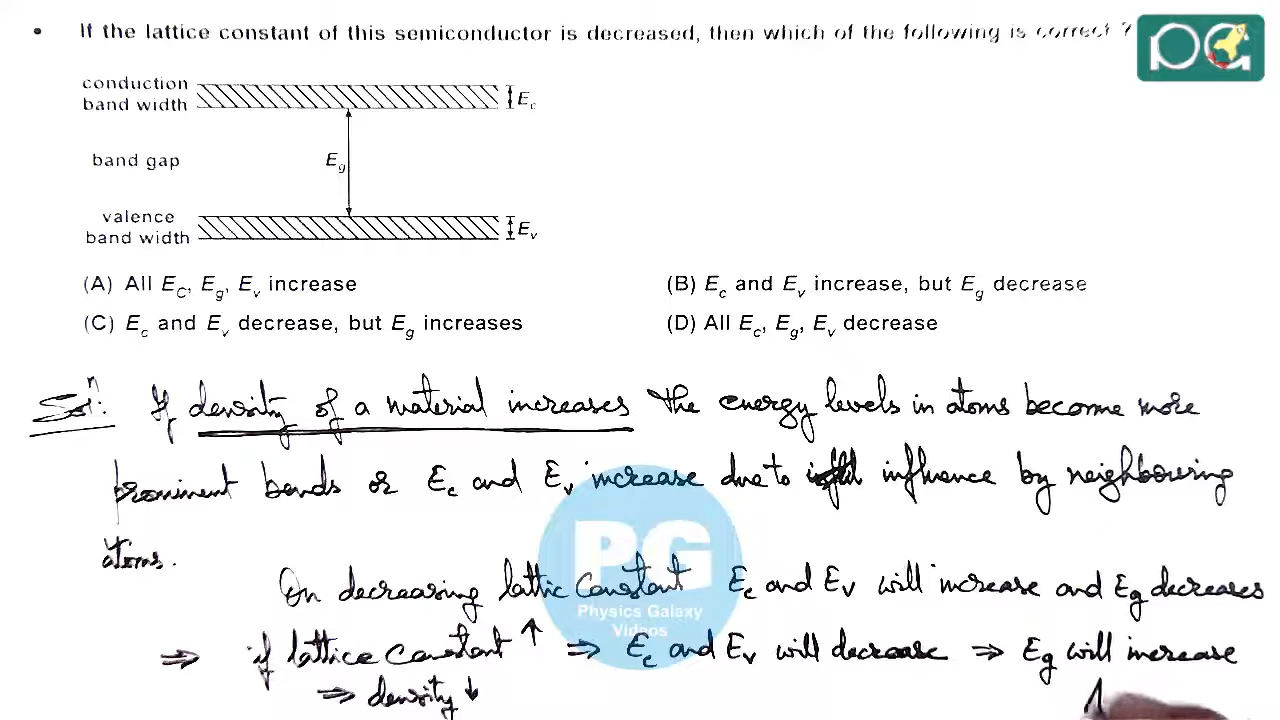 • If the lattice constant of this semiconductor is decreased, then which of the following is correct ?
conduction
band width
E_c
band gap
E_g
valence
band width
E_v
(A) All E_C, E_g, E_v increase
(B) E_c and E_v increase, but E_g decrease
(C) E_c and E_v decrease, but E_g increases
(D) All E_c, E_g, E_v decrease
Sol^n: If density of a material increases the energy levels in atoms become more
prominent bands or E_c and E_v increase due to influence by neighbouring
atoms.
On decreasing lattic constant E_c and E_v will increase and E_g decreases
⇒ if lattice constant ↑ ⇒ E_c and E_v will decrease ⇒ E_g will increase
⇒ density ↓
PG
Physics Galaxy
Videos